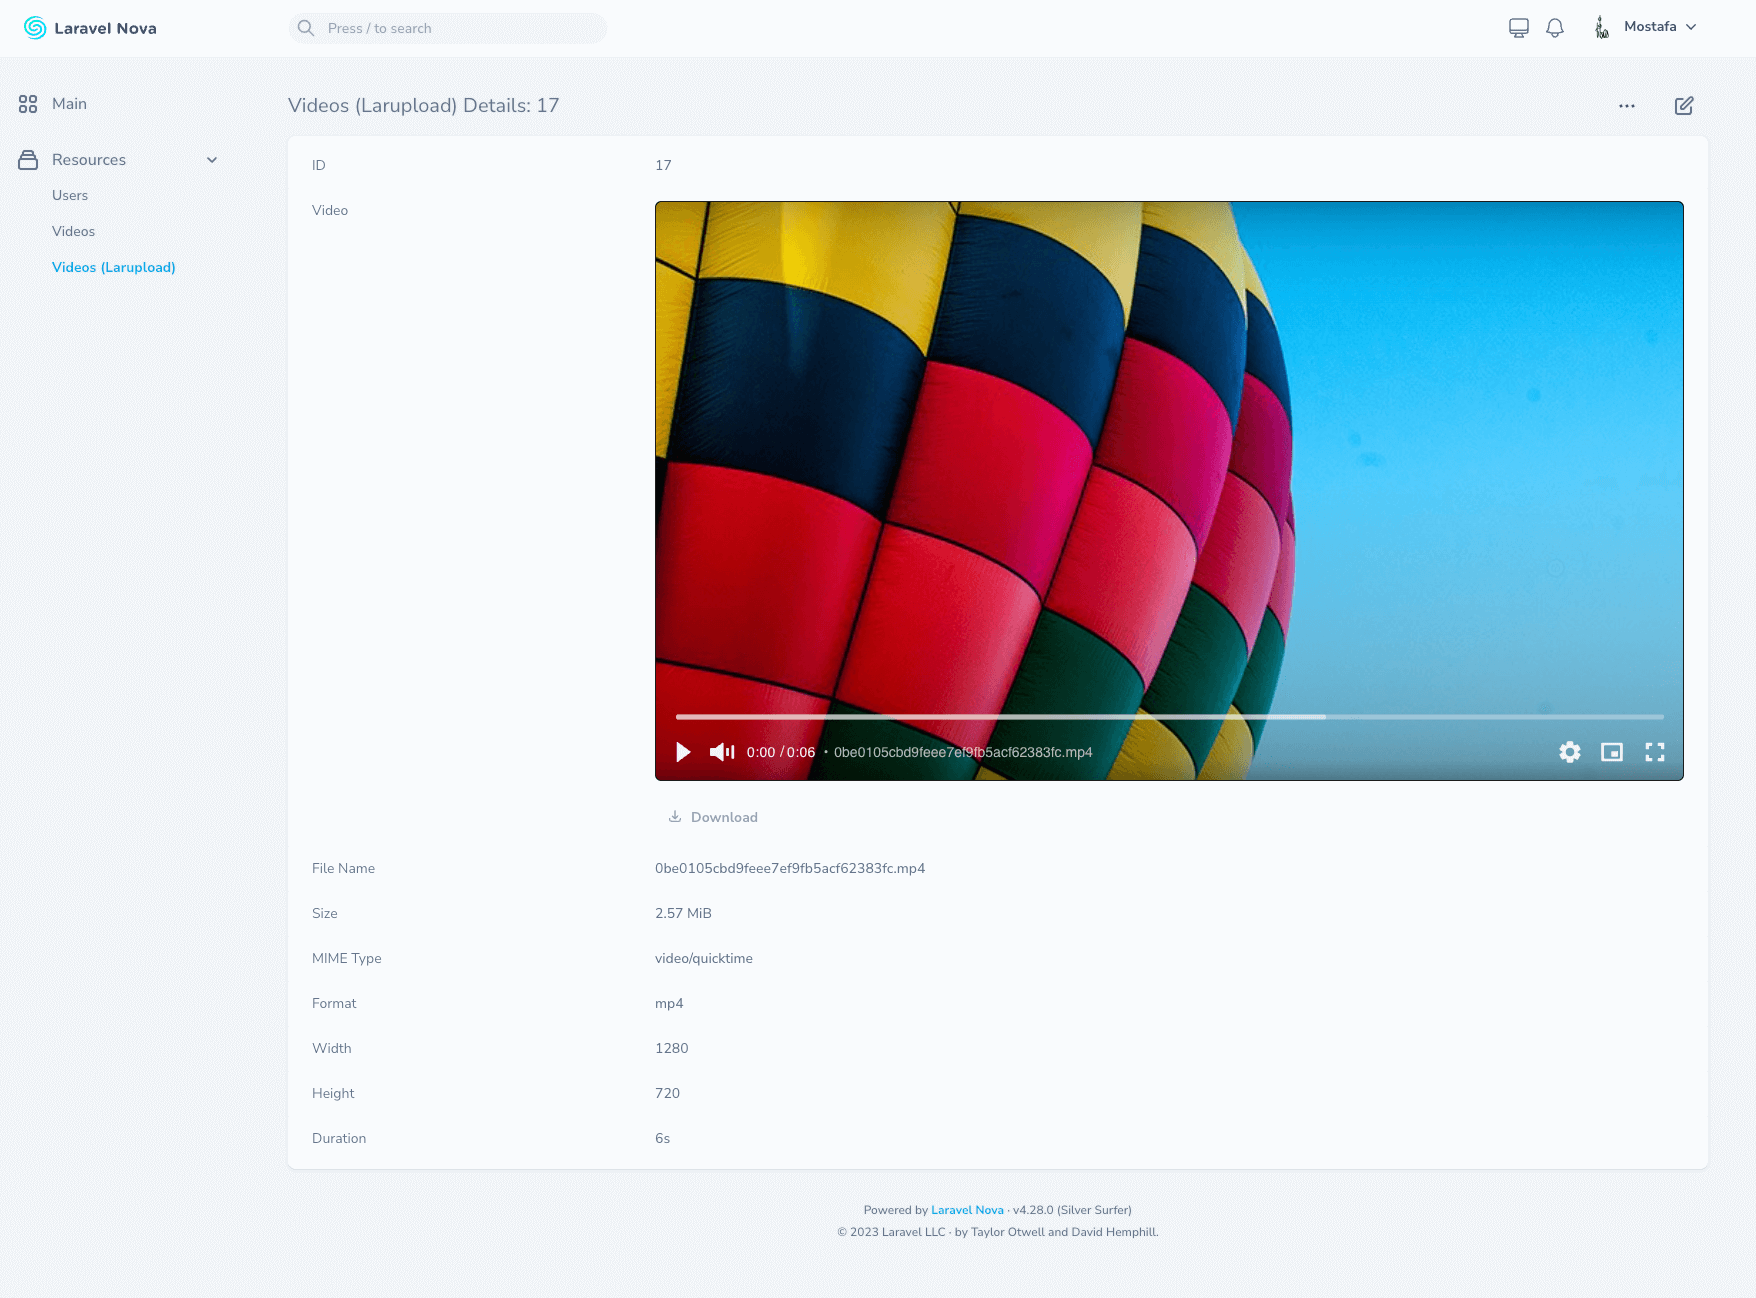 Laravel Nova
Press / to search
Mostafa
Main
Resources
Users
Videos
Videos (Larupload)
Videos (Larupload) Details: 17
ID 17
Video
0:00 / 0:06 • 0be0105cbd9feee7ef9fb5acf62383fc.mp4
Download
File Name 0be0105cbd9feee7ef9fb5acf62383fc.mp4
Size 2.57 MiB
MIME Type video/quicktime
Format mp4
Width 1280
Height 720
Duration 6s
Powered by Laravel Nova · v4.28.0 (Silver Surfer)
© 2023 Laravel LLC · by Taylor Otwell and David Hemphill.